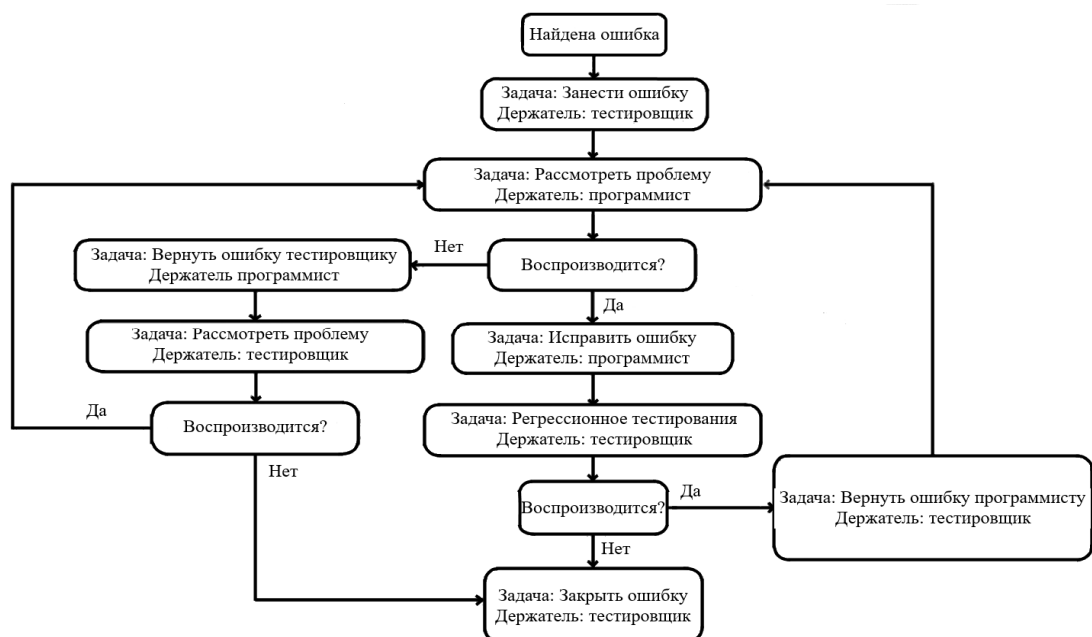 Найдена ошибка
Задача: Занести ошибку
Держатель: тестировщик
Задача: Рассмотреть проблему
Держатель: программист
Воспроизводится?
Нет
Задача: Вернуть ошибку тестировщику
Держатель программист
Задача: Рассмотреть проблему
Держатель: тестировщик
Воспроизводится?
Да
Нет
Да
Задача: Исправить ошибку
Держатель: программист
Задача: Регрессионное тестирования
Держатель: тестировщик
Воспроизводится?
Да
Задача: Вернуть ошибку программисту
Держатель: тестировщик
Нет
Задача: Закрыть ошибку
Держатель: тестировщик